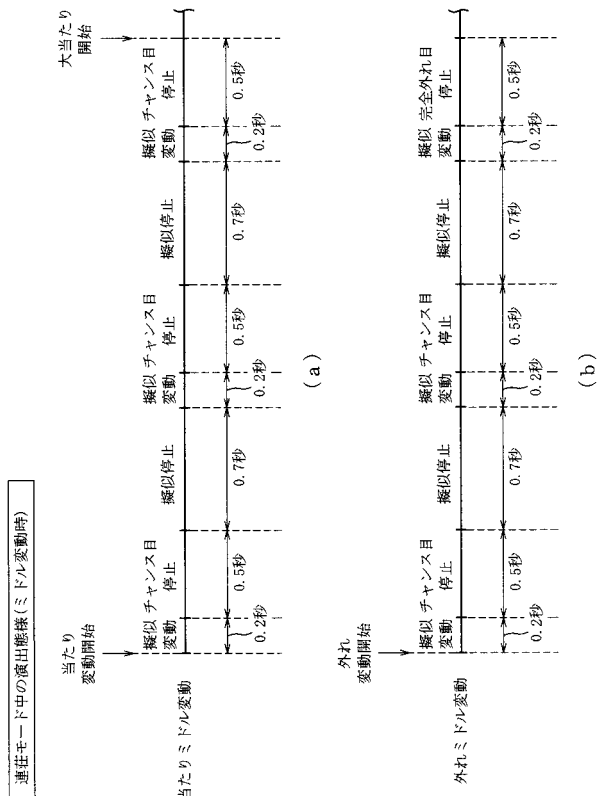 連荘モード中の演出態様(ミドル変動時)
当たり
変動開始
大当たり
開始
擬似
変動
チャンス目
停止
擬似停止
擬似
変動
チャンス目
停止
擬似停止
擬似
変動
チャンス目
停止
当たりミドル変動
0.2秒
0.5秒
0.7秒
0.2秒
0.5秒
0.7秒
0.2秒
0.5秒
(a)
外れ
変動開始
擬似
変動
チャンス目
停止
擬似停止
擬似
変動
チャンス目
停止
擬似停止
擬似
変動
完全外れ目
停止
外れミドル変動
0.2秒
0.5秒
0.7秒
0.2秒
0.5秒
0.7秒
0.2秒
0.5秒
(b)